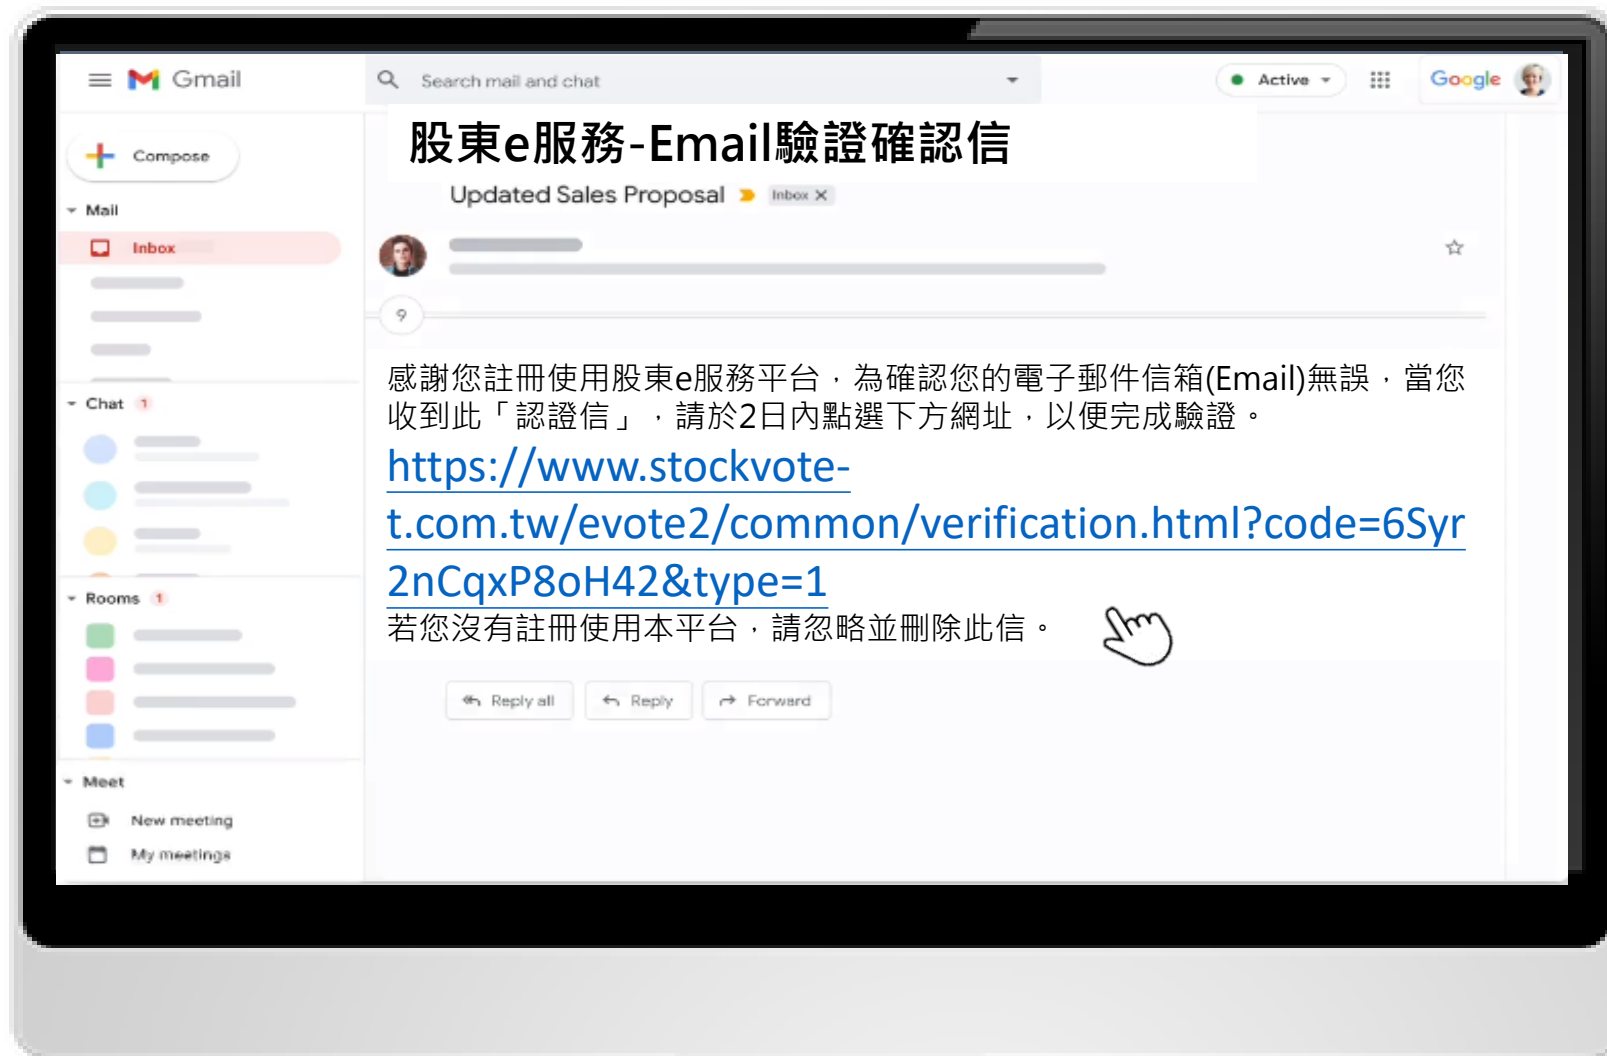 Gmail
Search mail and chat
Active
Google
Compose
股東e服務-Email驗證確認信
Updated Sales Proposal
Inbox
Mail
Inbox
9
感謝您註冊使用股東e服務平台，為確認您的電子郵件信箱(Email)無誤，當您
收到此「認證信」，請於2日內點選下方網址，以便完成驗證。
https://www.stockvote-
t.com.tw/evote2/common/verification.html?code=6Syr
2nCqxP8oH42&type=1
若您沒有註冊使用本平台，請忽略並刪除此信。
Chat 1
Rooms 1
Reply all
Reply
Forward
Meet
New meeting
My meetings